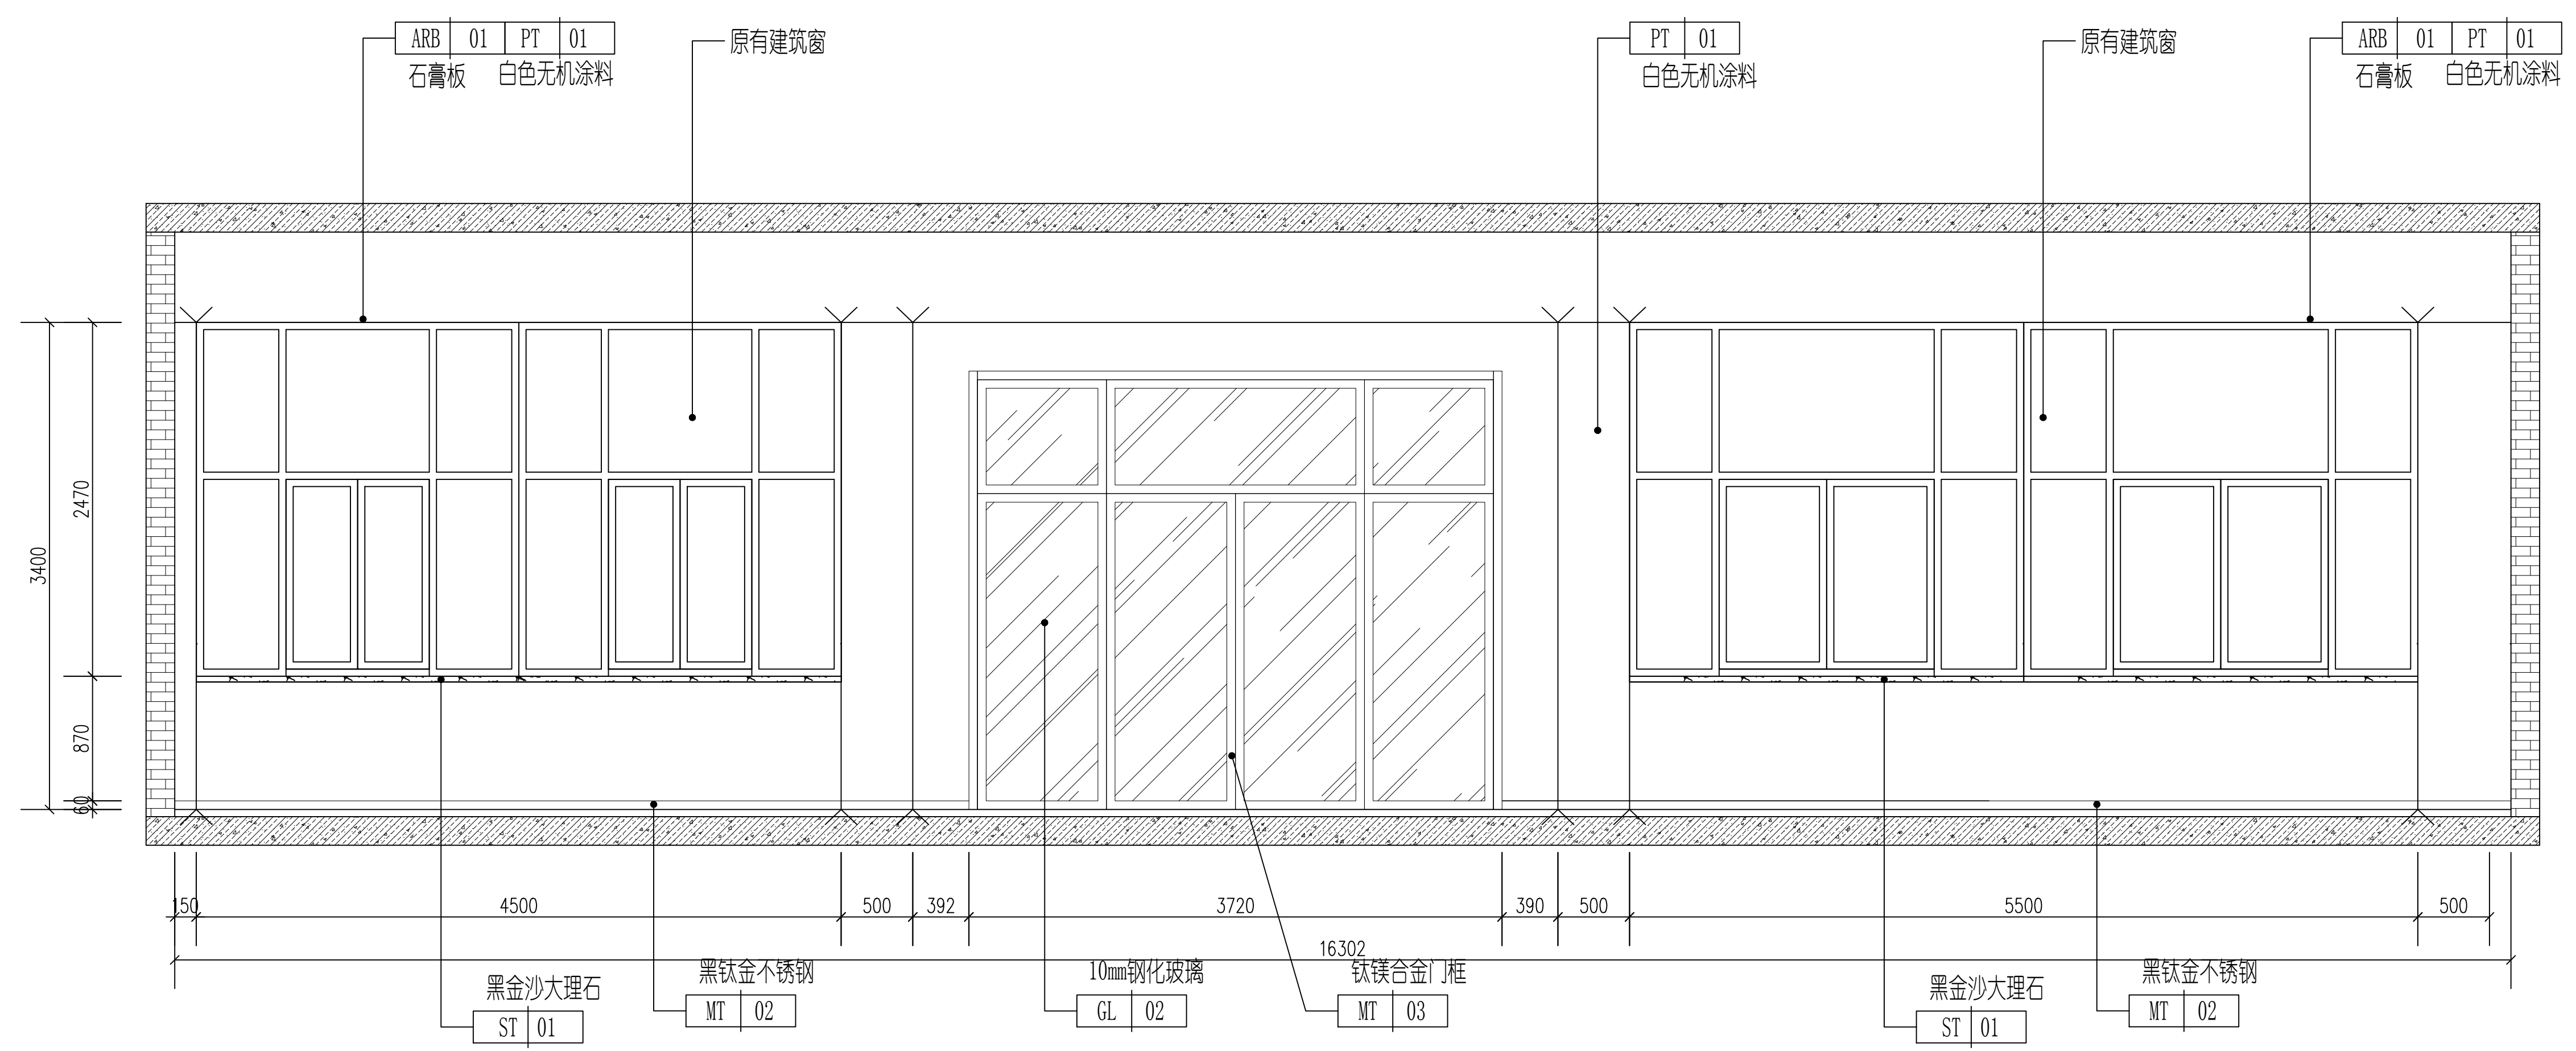 ARB 01 PT 01
石膏板 白色无机涂料
原有建筑窗
PT 01
白色无机涂料
原有建筑窗
ARB 01 PT 01
石膏板 白色无机涂料
3400
2470
870
60
150
4500
500
392
3720
390
500
5500
500
16302
黑金沙大理石
ST 01
黑钛金不锈钢
MT 02
10mm钢化玻璃
GL 02
钛镁合金门框
MT 03
黑金沙大理石
ST 01
黑钛金不锈钢
MT 02